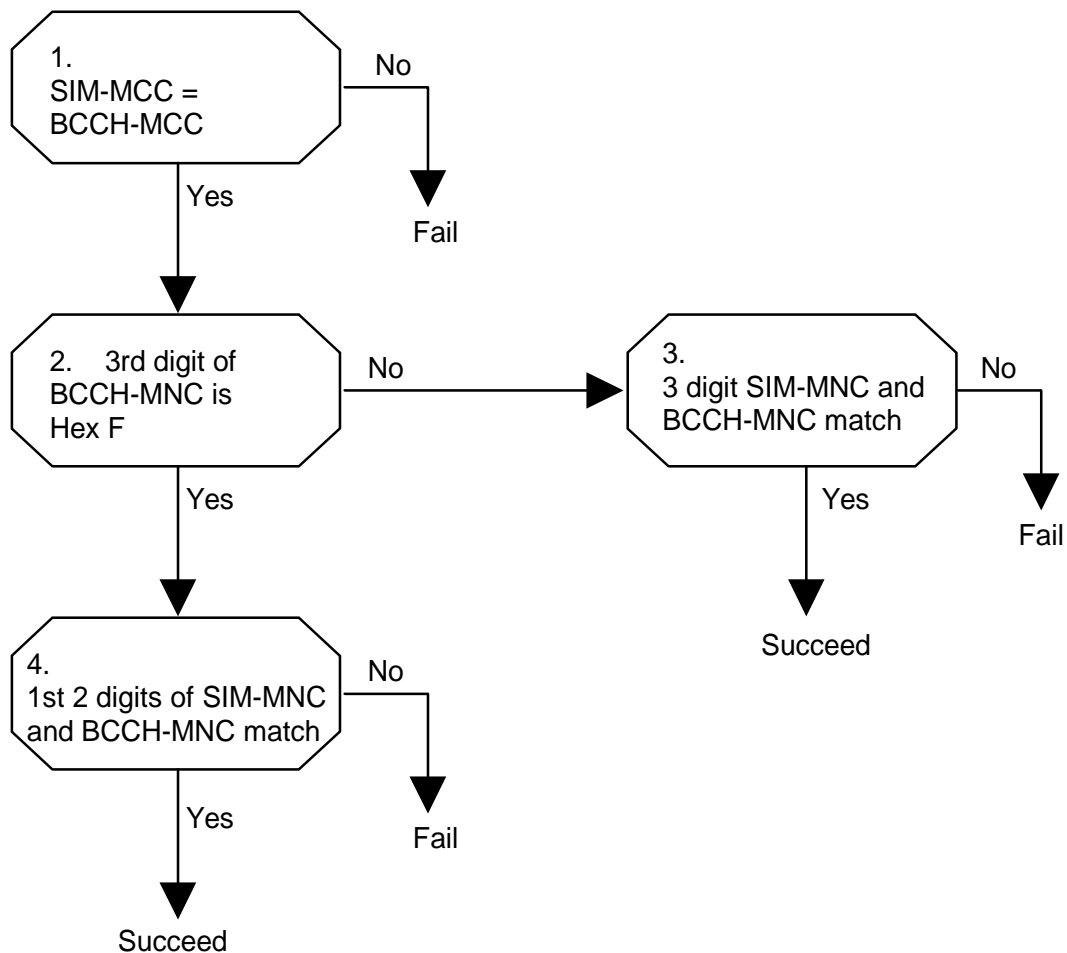 1.
SIM-MCC =
BCCH-MCC
No
Yes
Fail
2. 3rd digit of
BCCH-MNC is
Hex F
No
3.
3 digit SIM-MNC and
BCCH-MNC match
No
Yes
Yes
Fail
Succeed
4.
1st 2 digits of SIM-MNC
and BCCH-MNC match
No
Yes
Fail
Succeed